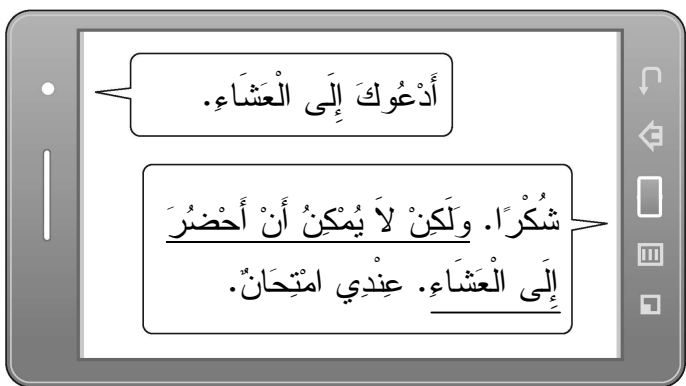 أَدْعُوكَ إِلَى الْعَشَاءِ.
شُكْرًا. وَلَكِنْ لاَ يُمْكِنُ أَنْ أَحْضُرَ
إِلَى الْعَشَاءِ. عِنْدِي امْتِحَانٌ.